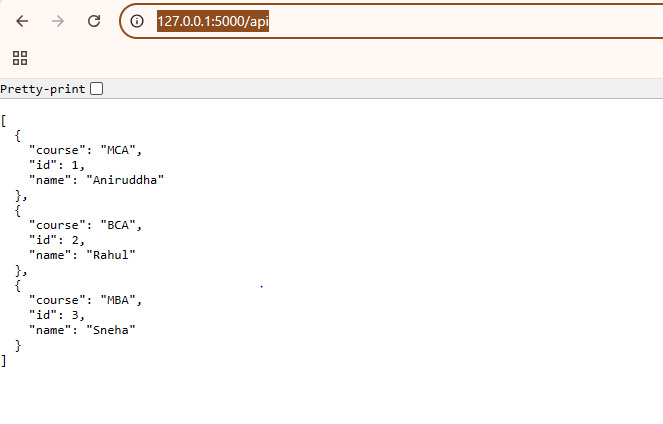 127.0.0.1:5000/api
Pretty-print
[
  {
    "course": "MCA",
    "id": 1,
    "name": "Aniruddha"
  },
  {
    "course": "BCA",
    "id": 2,
    "name": "Rahul"
  },
  {
    "course": "MBA",
    "id": 3,
    "name": "Sneha"
  }
]